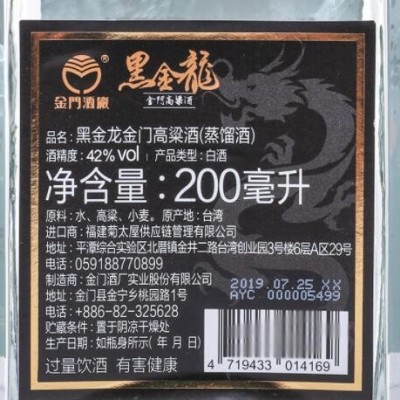 金門酒廠®
黑金龍
金門高粱酒
品名：黑金龙金门高粱酒(蒸馏酒)
酒精度：42%vol 产品类型：白酒
净含量：200毫升
原料：水、高粱、小麦。原产地：台湾
进口商：福建葡太屋供应链管理有限公司
地址：平潭综合实验区北厝镇金井二路台湾创业园3号楼6层A区29号
电话：059188770899
制造商：金门酒厂实业股份有限公司
地址：金门县金宁乡桃园路1号
电话：+886-82-325628
贮藏条件：置于阴凉干燥处
生产日期：如瓶身所示(年月日)
过量饮酒 有害健康
2019.07.25 XX
AYC 000005499
4 719433 014169